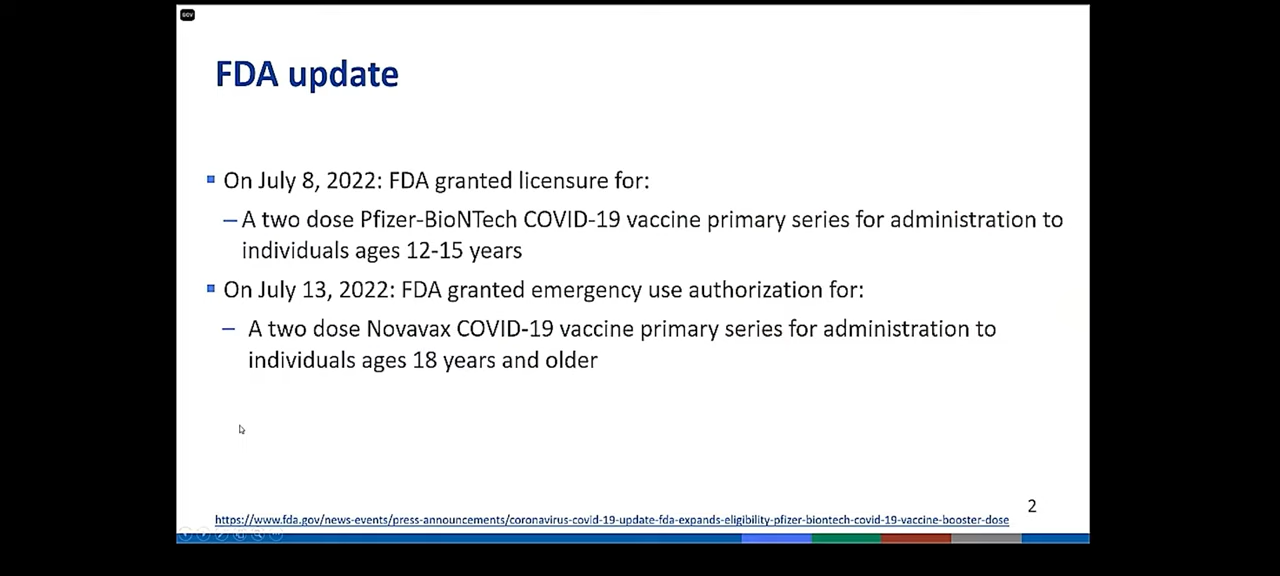 GOV
FDA update
On July 8, 2022: FDA granted licensure for:
– A two dose Pfizer-BioNTech COVID-19 vaccine primary series for administration to
individuals ages 12-15 years
On July 13, 2022: FDA granted emergency use authorization for:
– A two dose Novavax COVID-19 vaccine primary series for administration to
individuals ages 18 years and older
2
https://www.fda.gov/news-events/press-announcements/coronavirus-covid-19-update-fda-expands-eligibility-pfizer-biontech-covid-19-vaccine-booster-dose